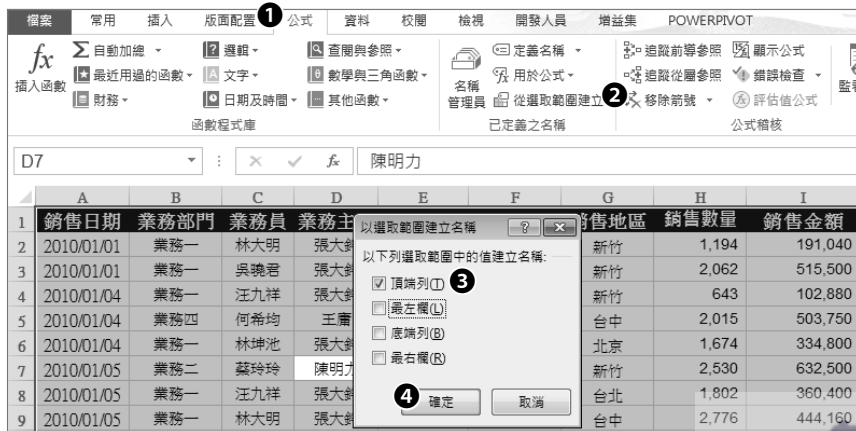 檔案 常用 插入 版面配置 ❶ 公式 資料 校閱 檢視 開發人員 增益集 POWERPIVOT
fx 插入函數
Σ 自動加總
最近用過的函數
財務
? 邏輯
A 文字
日期及時間
查閱與參照
θ 數學與三角函數
其他函數
函數程式庫
名稱
管理員
定義名稱
用於公式
從選取範圍建立 ❷
已定義之名稱
追蹤前導參照
追蹤從屬參照
移除箭號
顯示公式
錯誤檢查
評估值公式
公式稽核
D7 fx 陳明力
A B C D E F G H I
1 銷售日期 業務部門 業務員 業務主 售地區 銷售數量 銷售金額
2 2010/01/01 業務一 林大明 張大 新竹 1,194 191,040
3 2010/01/01 業務一 吳曉君 張大 新竹 2,062 515,500
4 2010/01/04 業務一 汪九祥 張大 新竹 643 102,880
5 2010/01/04 業務四 何希均 王庸 台中 2,015 503,750
6 2010/01/04 業務一 林坤池 張大 北京 1,674 334,800
7 2010/01/05 業務二 蔡玲玲 陳明力 新竹 2,530 632,500
8 2010/01/05 業務一 汪九祥 張大 台北 1,802 360,400
9 2010/01/05 業務一 林大明 張大 台中 2,776 444,160
以選取範圍建立名稱
以下列選取範圍中的值建立名稱:
頂端列(T) ❸
最左欄(L)
底端列(B)
最右欄(R)
❹ 確定 取消